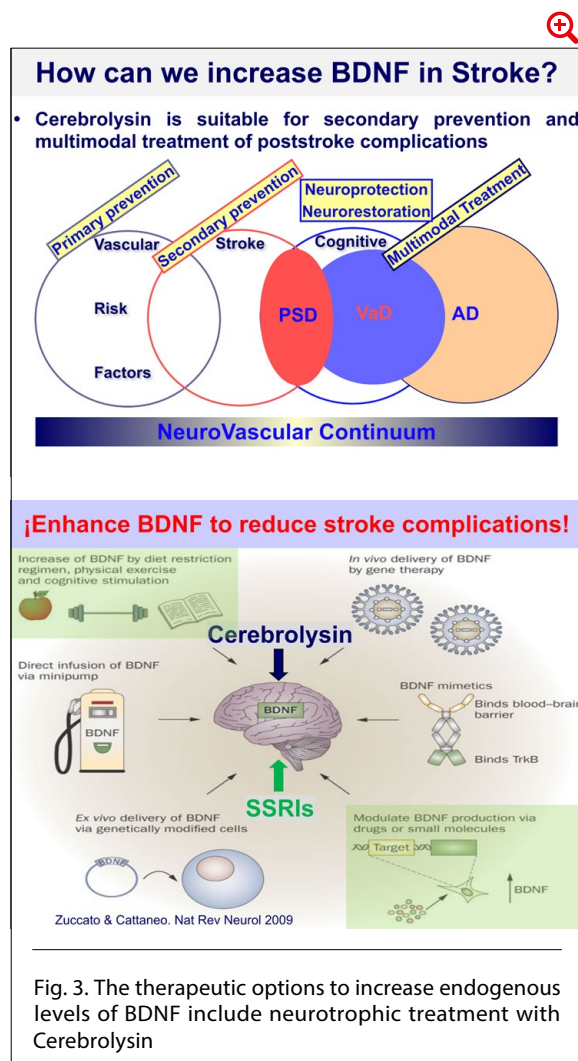 How can we increase BDNF in Stroke?
• Cerebrolysin is suitable for secondary prevention and
multimodal treatment of poststroke complications
Primary prevention
Secondary prevention
Neuroprotection
Neurorestoration
Multimodal Treatment
Vascular
Stroke
Cognitive
Risk
PSD
VaD
AD
Factors
NeuroVascular Continuum
¡Enhance BDNF to reduce stroke complications!
Increase of BDNF by diet restriction
regimen, physical exercise
and cognitive stimulation
In vivo delivery of BDNF
by gene therapy
Cerebrolysin
Direct infusion of BDNF
via minipump
BDNF
BDNF
BDNF mimetics
Binds blood–brain
barrier
Binds TrkB
SSRIs
Ex vivo delivery of BDNF
via genetically modified cells
BDNF
Modulate BDNF production via
drugs or small molecules
Target
BDNF
Zuccato & Cattaneo. Nat Rev Neurol 2009
Fig. 3. The therapeutic options to increase endogenous
levels of BDNF include neurotrophic treatment with
Cerebrolysin